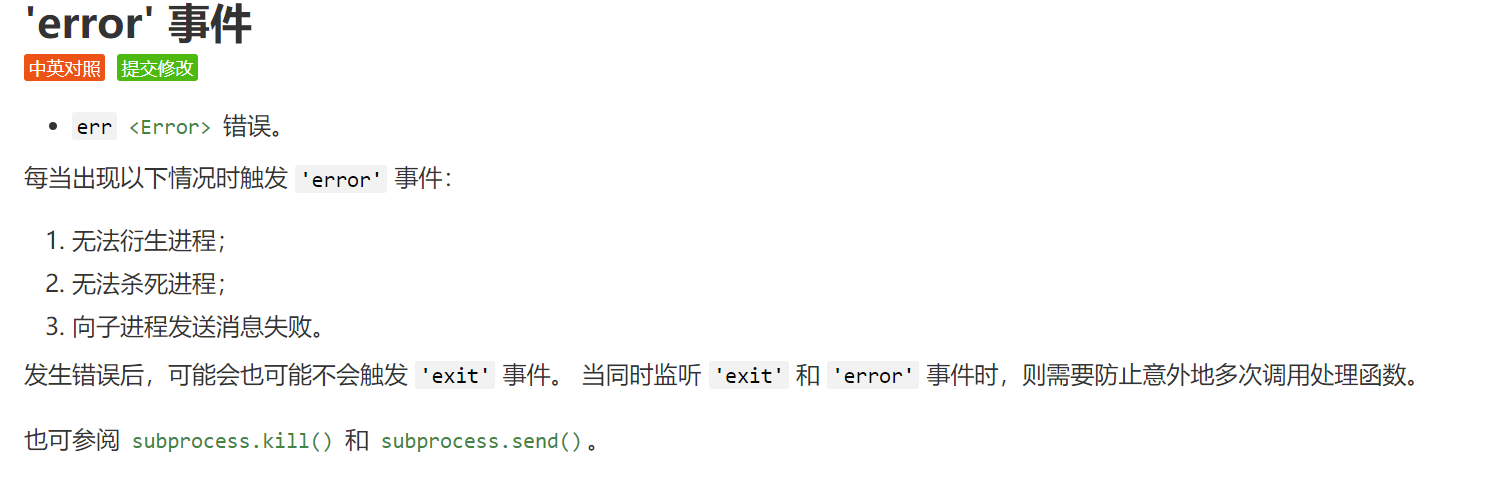 'error' 事件
中英对照 提交修改
• err <Error> 错误。
每当出现以下情况时触发 'error' 事件：
1. 无法衍生进程；
2. 无法杀死进程；
3. 向子进程发送消息失败。
发生错误后，可能会也可能不会触发 'exit' 事件。 当同时监听 'exit' 和 'error' 事件时，则需要防止意外地多次调用处理函数。
也可参阅 subprocess.kill() 和 subprocess.send()。